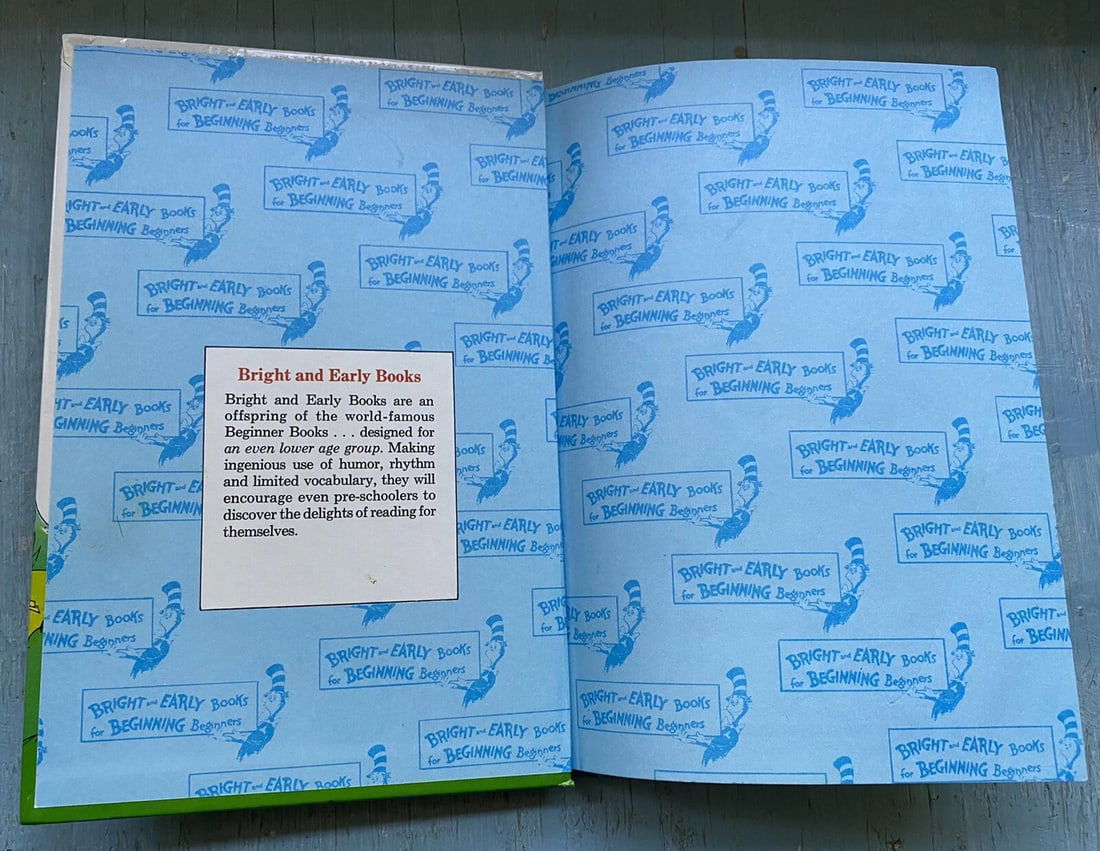 Bright and Early Books
Bright and Early Books are an
offspring of the world-famous
Beginner Books . . . designed for
an even lower age group. Making
ingenious use of humor, rhythm
and limited vocabulary, they will
encourage even pre-schoolers to
discover the delights of reading for
themselves.
BRIGHT and EARLY BOOKS
for BEGINNING Beginners